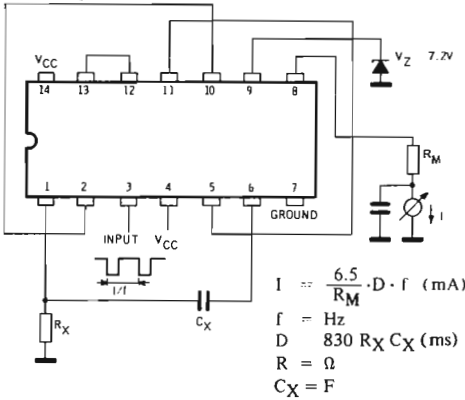 VCC
14 13 12 11 10 9 8
VZ 7.2V
1 2 3 4 5 6 7
GROUND
INPUT VCC
1/f
RX
CX
RM
I
I = 6.5/RM · D · f (mA)
f = Hz
D 830 RX CX (ms)
R = Ω
CX = F